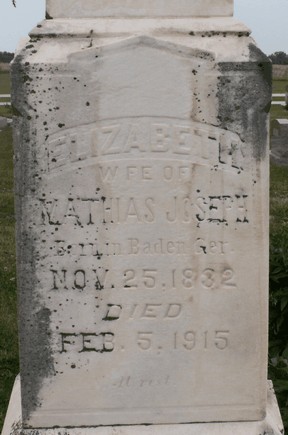 ELIZABETH
WIFE OF
MATHIAS JOSEPH
Born in Baden Ger.
NOV. 25. 1832
DIED
FEB. 5. 1915